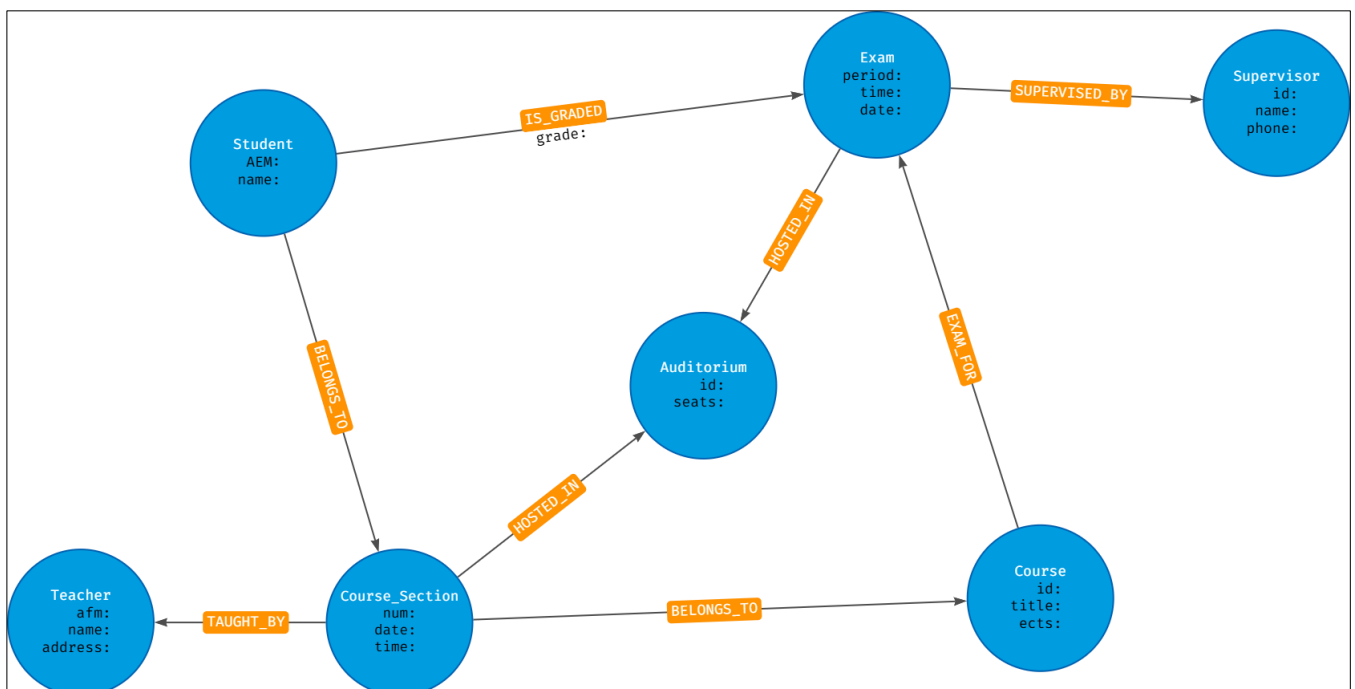 Exam
period:
time:
date:
SUPERVISED_BY
Supervisor
id:
name:
phone:
IS_GRADED
grade:
Student
AEM:
name:
HOSTED_IN
EXAM_FOR
Auditorium
id:
seats:
BELONGS_TO
HOSTED_IN
Teacher
afm:
name:
address:
TAUGHT_BY
Course_Section
num:
date:
time:
BELONGS_TO
Course
id:
title:
ects: